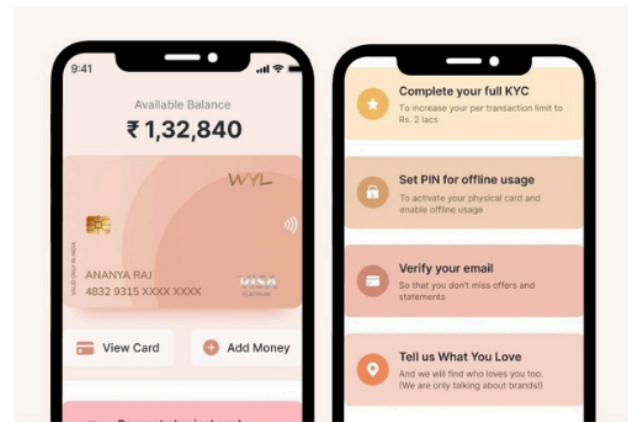 9:41
Available Balance
₹ 1,32,840
WYL
VALID ONLY IN INDIA
ANANYA RAJ
4832 9315 XXXX XXXX
VISA
PLATINUM
View Card
Add Money
Request physical card
Complete your full KYC
To increase your per transaction limit to
Rs. 2 lacs
Set PIN for offline usage
To activate your physical card and
enable offline usage
Verify your email
So that you don't miss offers and
statements
Tell us What You Love
And we will find who loves you too.
(We are only talking about brands!)